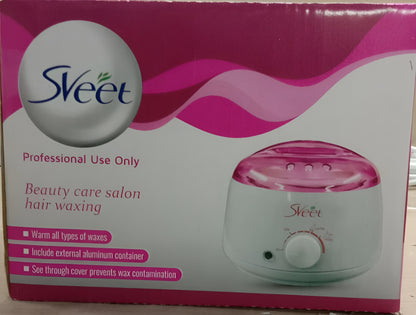 Sveet
Professional Use Only
Beauty care salon
hair waxing
Warm all types of waxes
Include external aluminum container
See through cover prevents wax contamination
Sveet